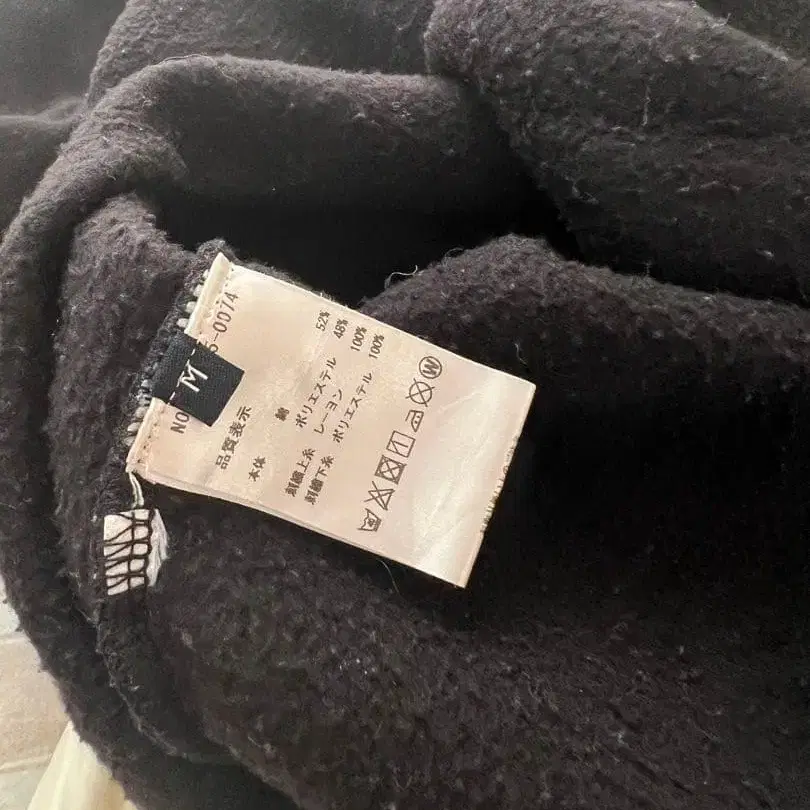 M
品質表示
本体 綿 52%
ポリエステル 48%
刺繍上糸 レーヨン 100%
刺繍下糸 ポリエステル 100%
W